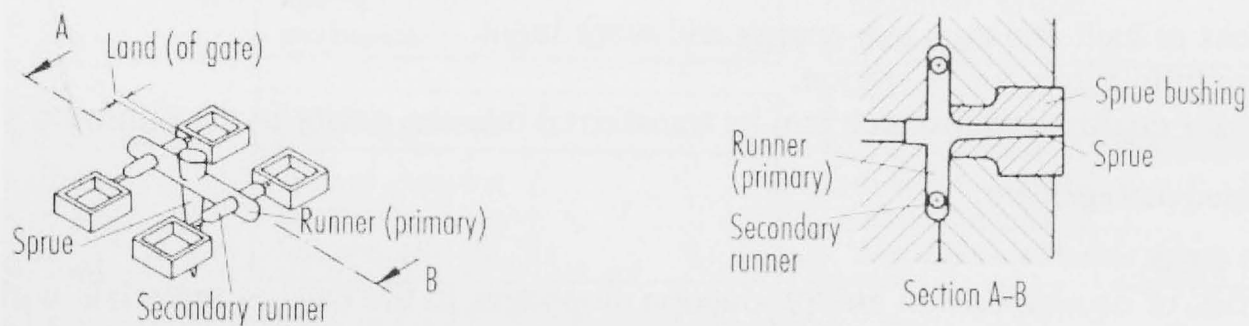 A
Land (of gate)
Sprue
Runner (primary)
B
Secondary runner
Runner
(primary)
Secondary
runner
Sprue bushing
Sprue
Section A–B